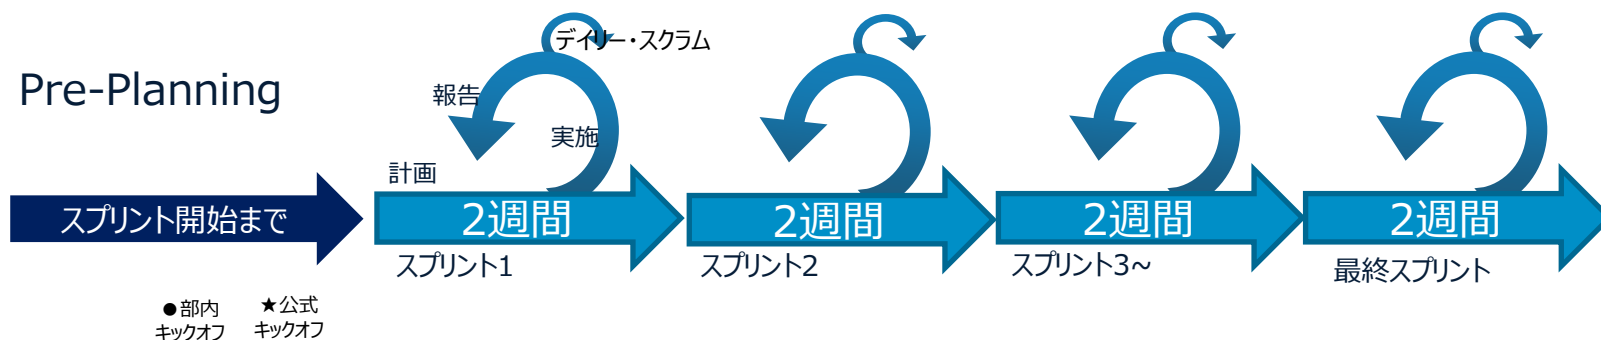 Pre-Planning
スプリント開始まで
●部内
キックオフ
★公式
キックオフ
デイリー・スクラム
報告
実施
計画
2週間
スプリント1
2週間
スプリント2
2週間
スプリント3~
2週間
最終スプリント